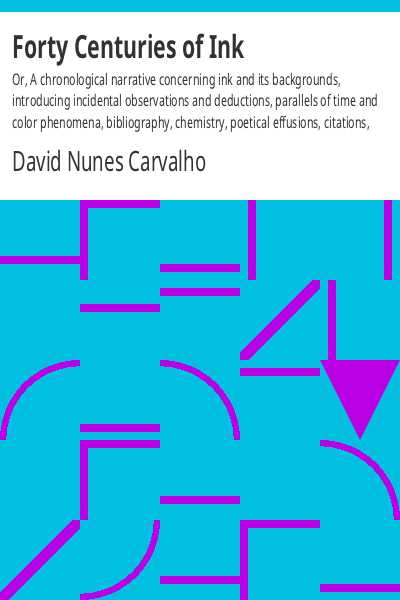 Forty Centuries of Ink
Or, A chronological narrative concerning ink and its backgrounds,
introducing incidental observations and deductions, parallels of time and
color phenomena, bibliography, chemistry, poetical effusions, citations,
David Nunes Carvalho